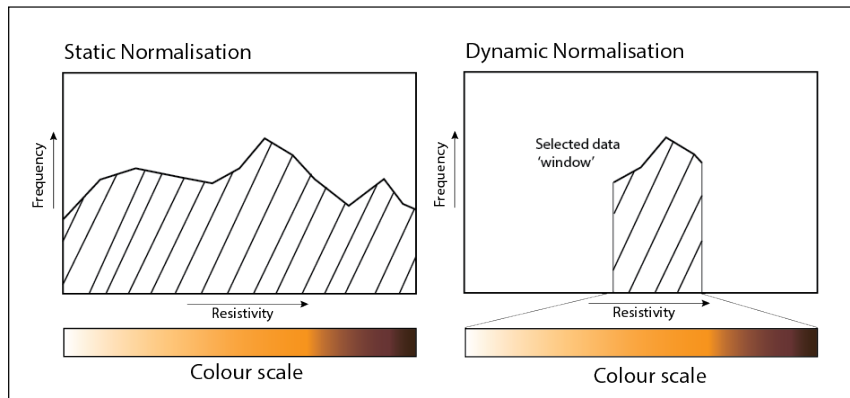 Static Normalisation
Frequency
Resistivity
Colour scale
Dynamic Normalisation
Selected data
'window'
Frequency
Resistivity
Colour scale